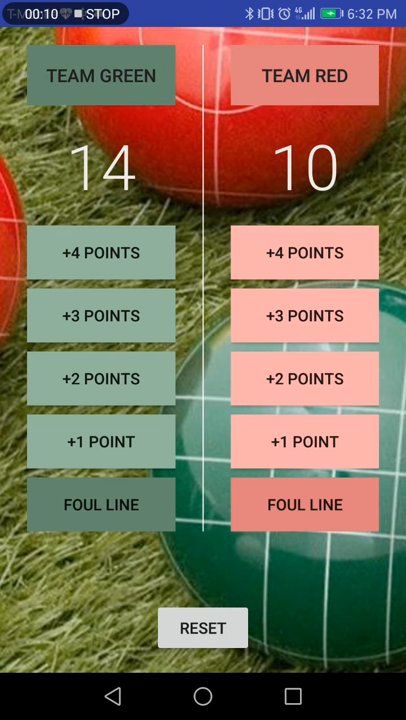 00:10 STOP
6:32 PM
TEAM GREEN
TEAM RED
14
10
+4 POINTS
+4 POINTS
+3 POINTS
+3 POINTS
+2 POINTS
+2 POINTS
+1 POINT
+1 POINT
FOUL LINE
FOUL LINE
RESET